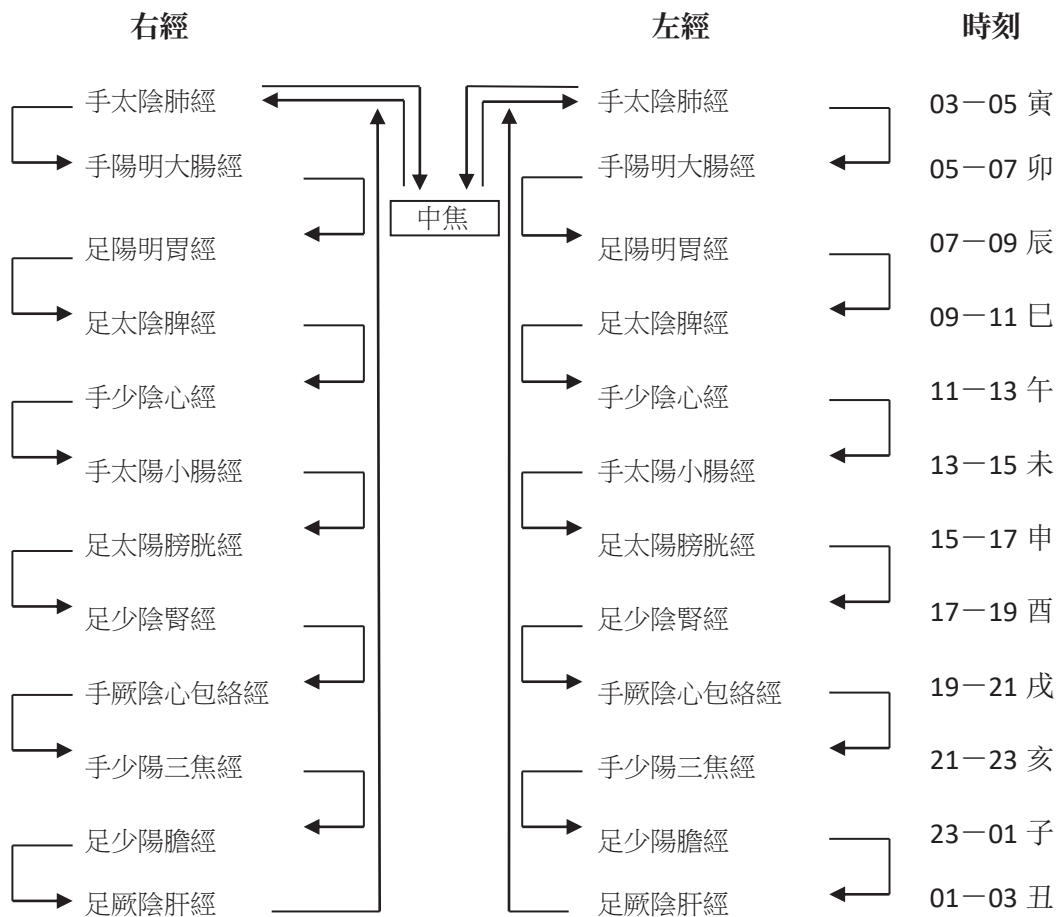 右經 左經 時刻
手太陰肺經 手太陰肺經 03－05 寅
手陽明大腸經 手陽明大腸經 05－07 卯
中焦
足陽明胃經 足陽明胃經 07－09 辰
足太陰脾經 足太陰脾經 09－11 巳
手少陰心經 手少陰心經 11－13 午
手太陽小腸經 手太陽小腸經 13－15 未
足太陽膀胱經 足太陽膀胱經 15－17 申
足少陰腎經 足少陰腎經 17－19 酉
手厥陰心包絡經 手厥陰心包絡經 19－21 戌
手少陽三焦經 手少陽三焦經 21－23 亥
足少陽膽經 足少陽膽經 23－01 子
足厥陰肝經 足厥陰肝經 01－03 丑